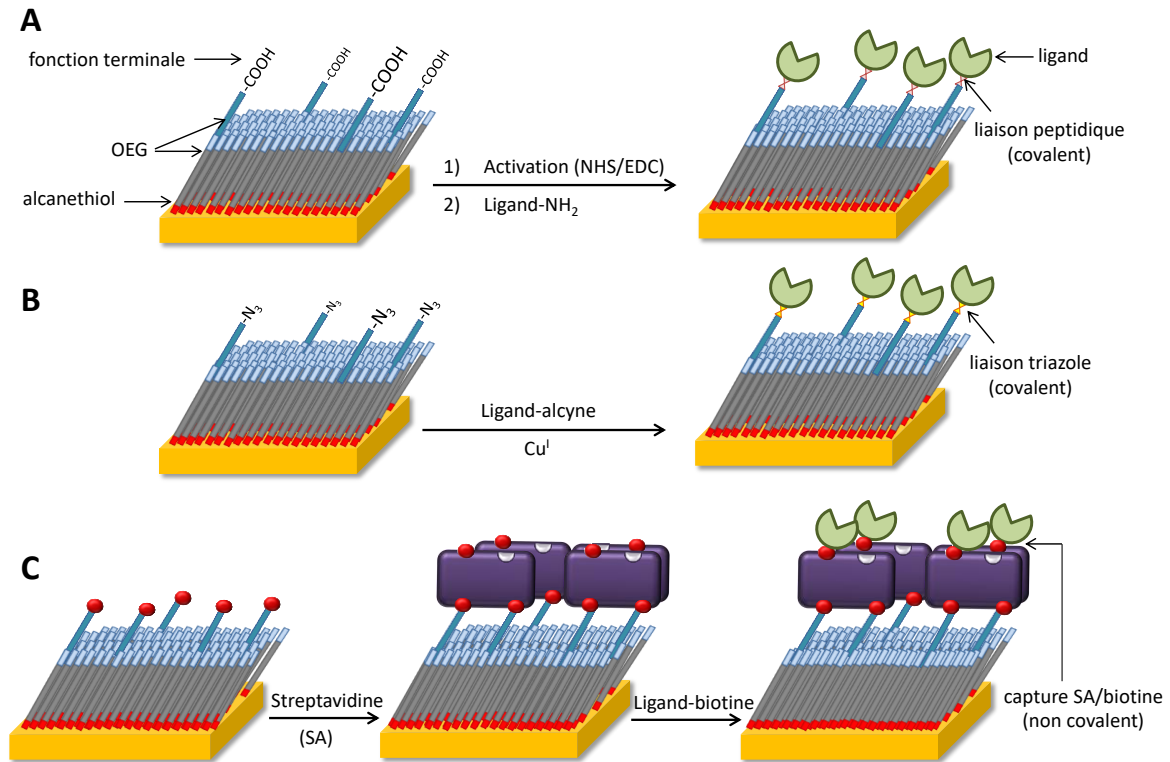 A
fonction terminale
-COOH
-COOH
-COOH
-COOH
OEG
alcanethiol
1) Activation (NHS/EDC)
2) Ligand-NH₂
ligand
liaison peptidique
(covalent)
B
-N₃
-N₃
-N₃
-N₃
Ligand-alcyne
Cuᴵ
liaison triazole
(covalent)
C
Streptavidine
(SA)
Ligand-biotine
capture SA/biotine
(non covalent)